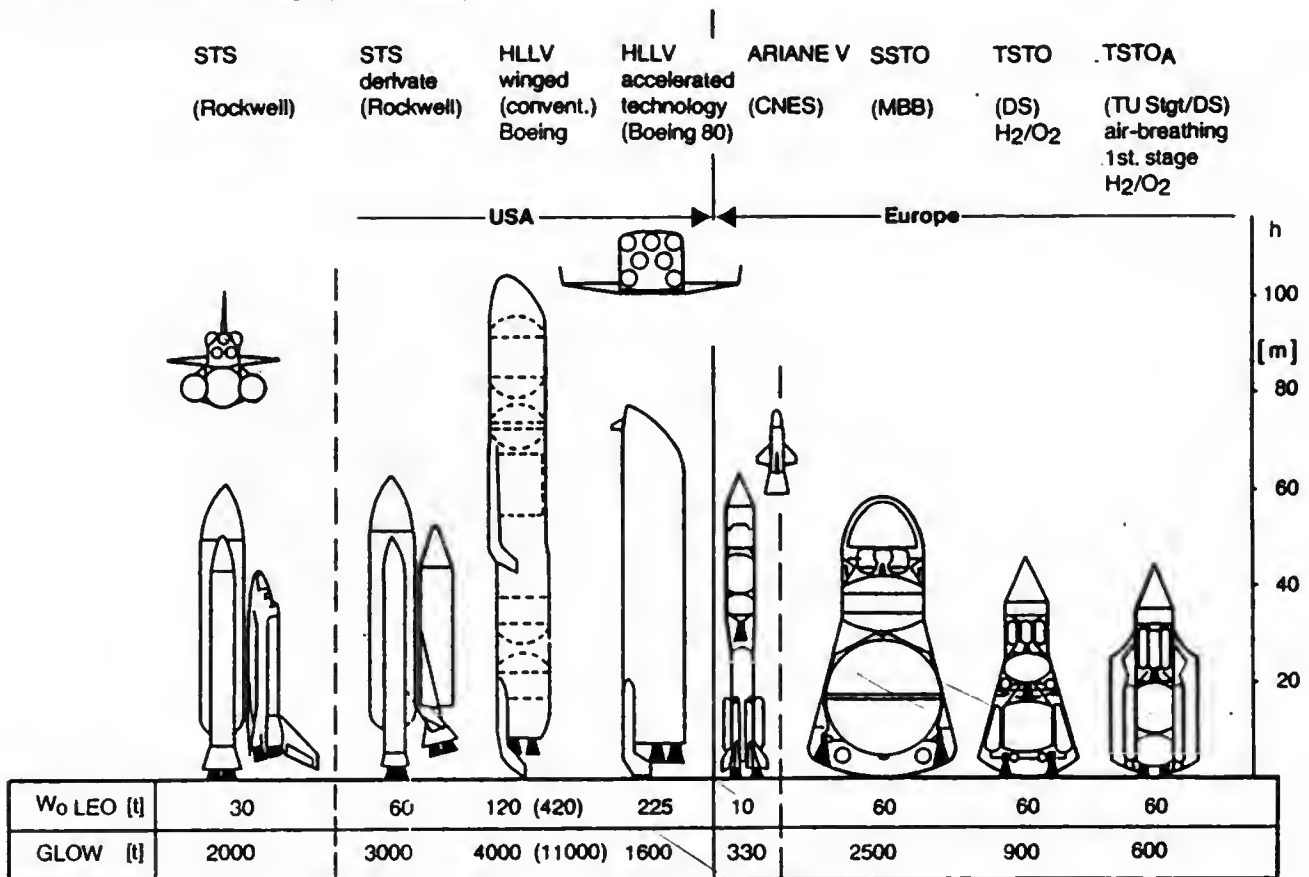 STS
(Rockwell)
STS
derivate
(Rockwell)
HLLV
winged
(convent.)
Boeing
HLLV
accelerated
technology
(Boeing 80)
ARIANE V
(CNES)
SSTO
(MBB)
TSTO
(DS)
H2/O2
TSTOA
(TU Stgt/DS)
air-breathing
1st. stage
H2/O2
USA
Europe
h
100
[m]
80
60
40
20
Wo LEO [t] 30 60 120 (420) 225 10 60 60 60
GLOW [t] 2000 3000 4000 (11000) 1600 330 2500 900 600